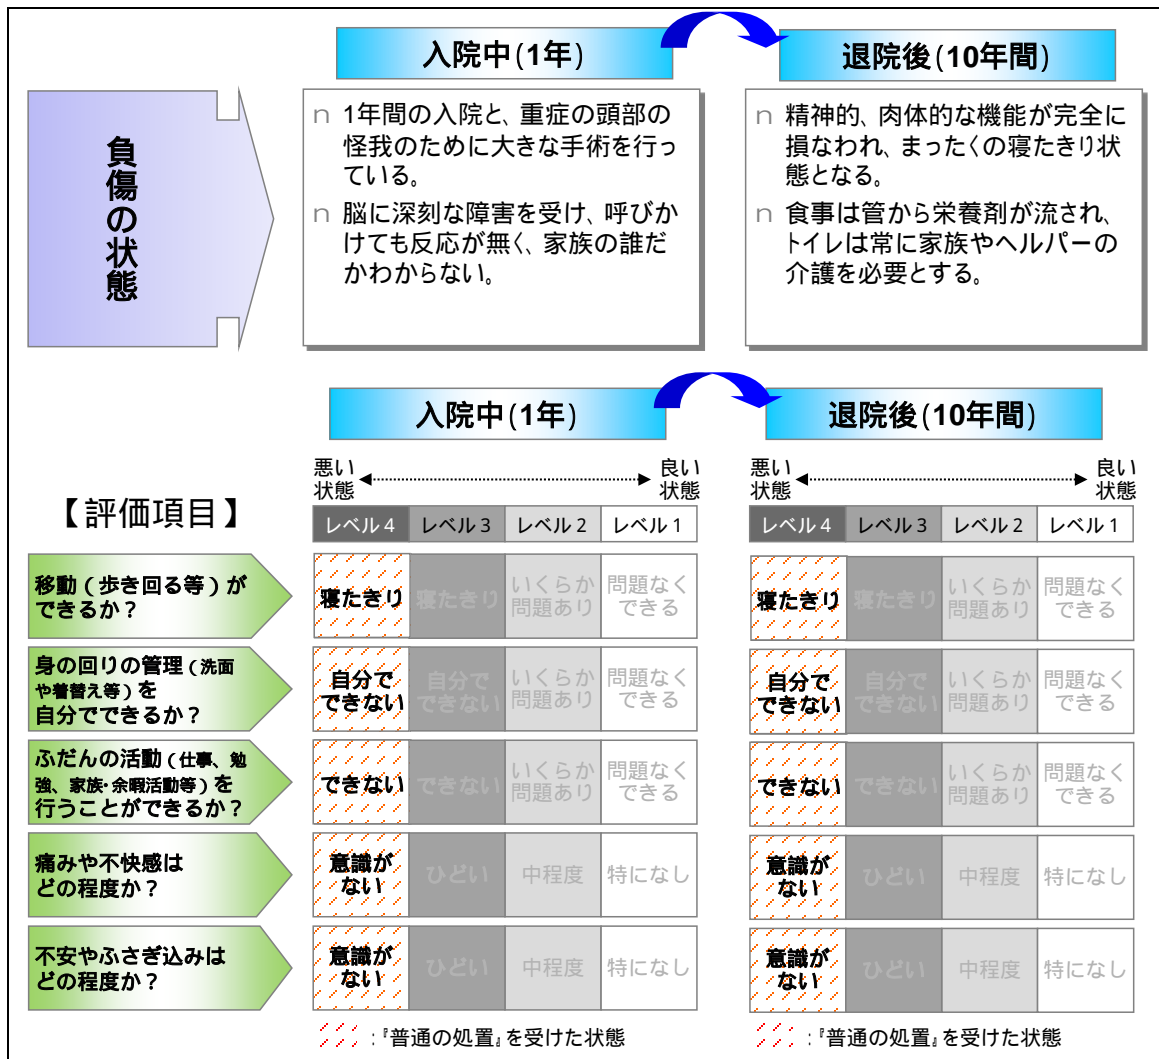 入院中(1年)
退院後(10年間)
負傷の状態
n 1年間の入院と、重症の頭部の
怪我のために大きな手術を行っ
ている。
n 脳に深刻な障害を受け、呼びか
けても反応が無く、家族の誰だ
かわからない。
n 精神的、肉体的な機能が完全に
損なわれ、まったくの寝たきり状
態となる。
n 食事は管から栄養剤が流され、
トイレは常に家族やヘルパーの
介護を必要とする。
入院中(1年)
退院後(10年間)
【評価項目】
悪い
状態
良い
状態
悪い
状態
良い
状態
レベル4 レベル3 レベル2 レベル1
レベル4 レベル3 レベル2 レベル1
移動(歩き回る等)が
できるか?
寝たきり
寝たきり
いくらか
問題あり
問題なく
できる
寝たきり
寝たきり
いくらか
問題あり
問題なく
できる
身の回りの管理(洗面
や着替え等)を
自分でできるか?
自分で
できない
自分で
できない
いくらか
問題あり
問題なく
できる
自分で
できない
自分で
できない
いくらか
問題あり
問題なく
できる
ふだんの活動(仕事、勉
強、家族・余暇活動等)を
行うことができるか?
できない
できない
いくらか
問題あり
問題なく
できる
できない
できない
いくらか
問題あり
問題なく
できる
痛みや不快感は
どの程度か?
意識が
ない
ひどい
中程度
特になし
意識が
ない
ひどい
中程度
特になし
不安やふさぎ込みは
どの程度か?
意識が
ない
ひどい
中程度
特になし
意識が
ない
ひどい
中程度
特になし
:『普通の処置』を受けた状態
:『普通の処置』を受けた状態